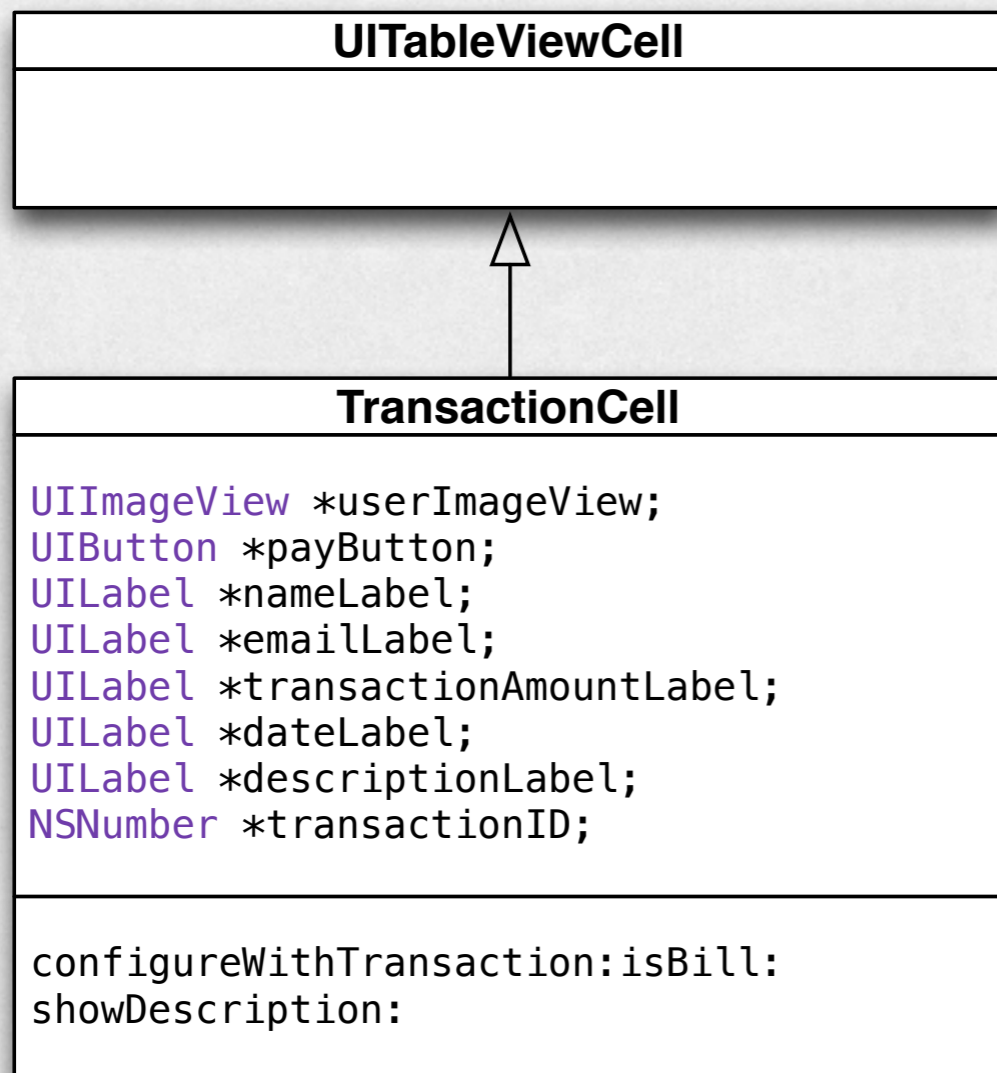 UITableViewCell
TransactionCell
UIImageView *userImageView;
UIButton *payButton;
UILabel *nameLabel;
UILabel *emailLabel;
UILabel *transactionAmountLabel;
UILabel *dateLabel;
UILabel *descriptionLabel;
NSNumber *transactionID;
configureWithTransaction:isBill:
showDescription: